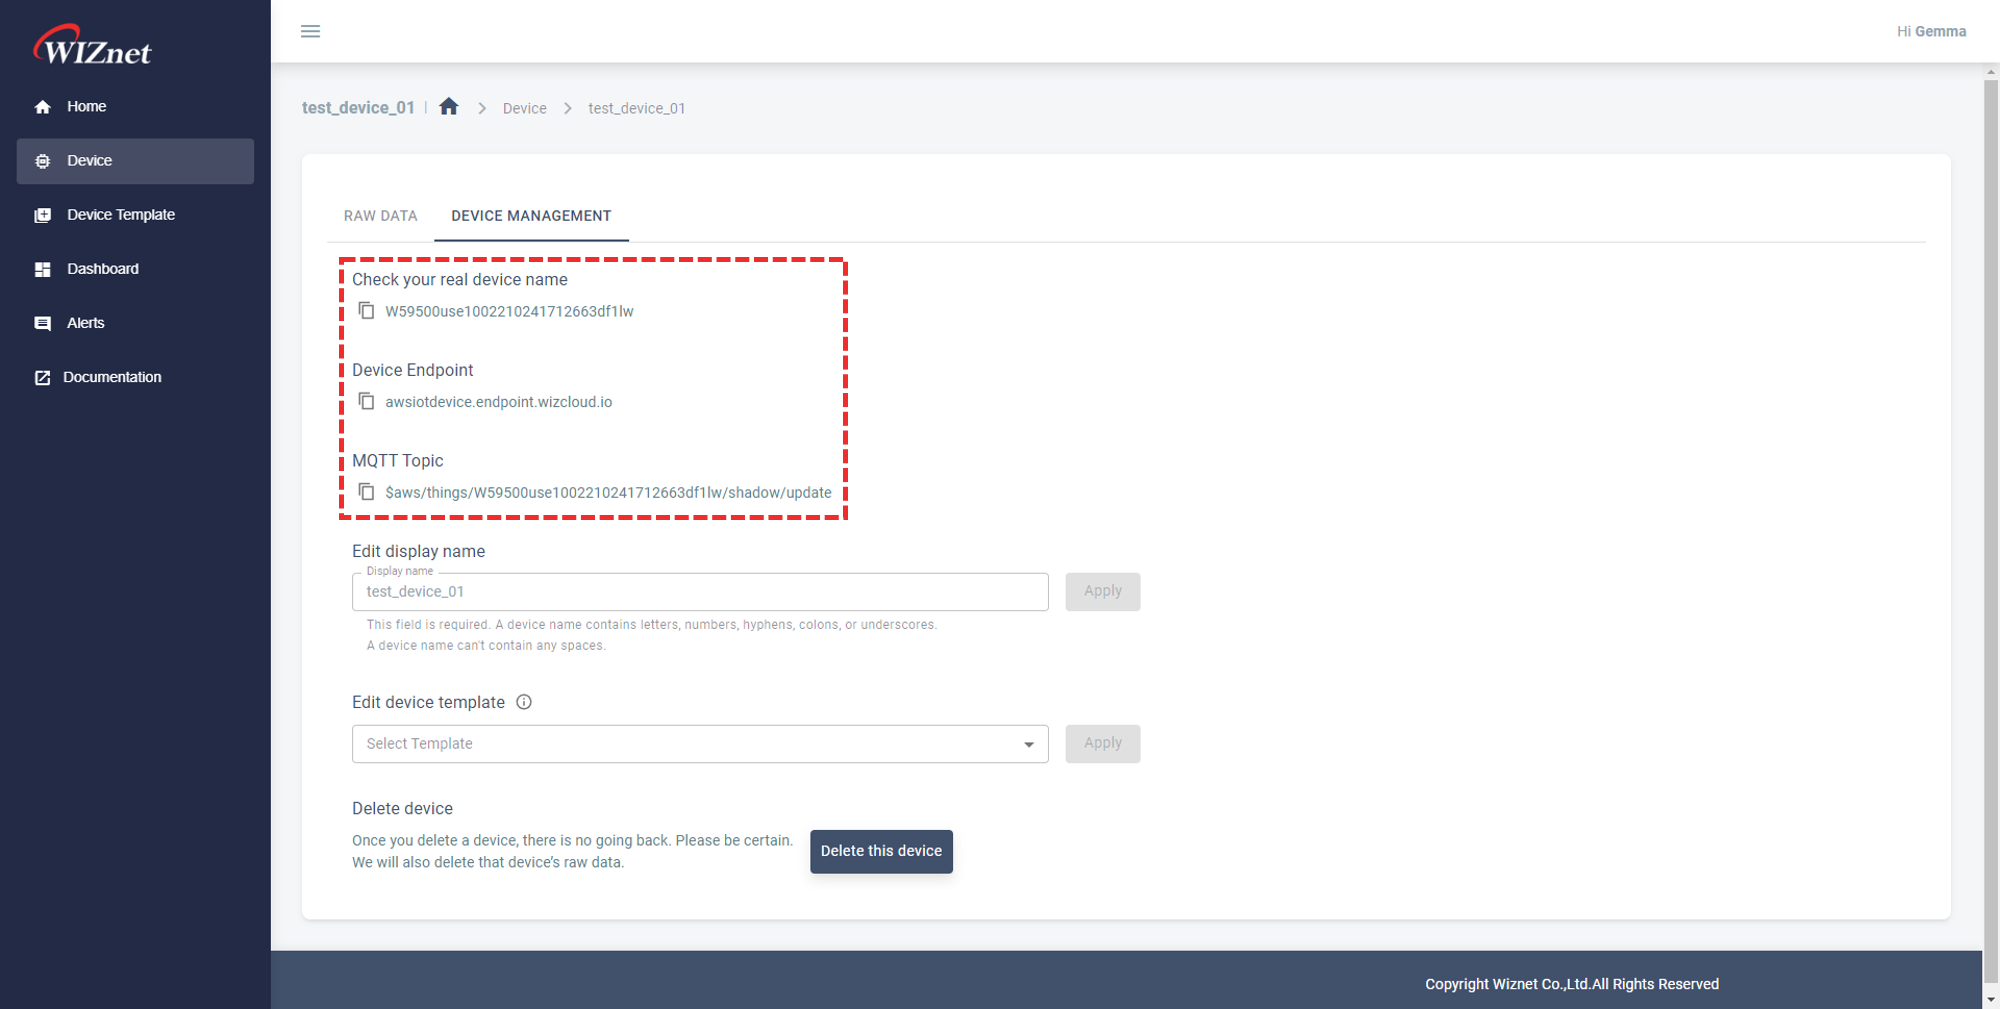 WIZnet
Hi Gemma
Home
Device
Device Template
Dashboard
Alerts
Documentation
test_device_01 | > Device > test_device_01
RAW DATA DEVICE MANAGEMENT
Check your real device name
W59500use1002210241712663df1lw
Device Endpoint
awsiotdevice.endpoint.wizcloud.io
MQTT Topic
$aws/things/W59500use1002210241712663df1lw/shadow/update
Edit display name
Display name
test_device_01
Apply
This field is required. A device name contains letters, numbers, hyphens, colons, or underscores.
A device name can't contain any spaces.
Edit device template
Select Template
Apply
Delete device
Once you delete a device, there is no going back. Please be certain.
We will also delete that device's raw data.
Delete this device
Copyright Wiznet Co.,Ltd.All Rights Reserved